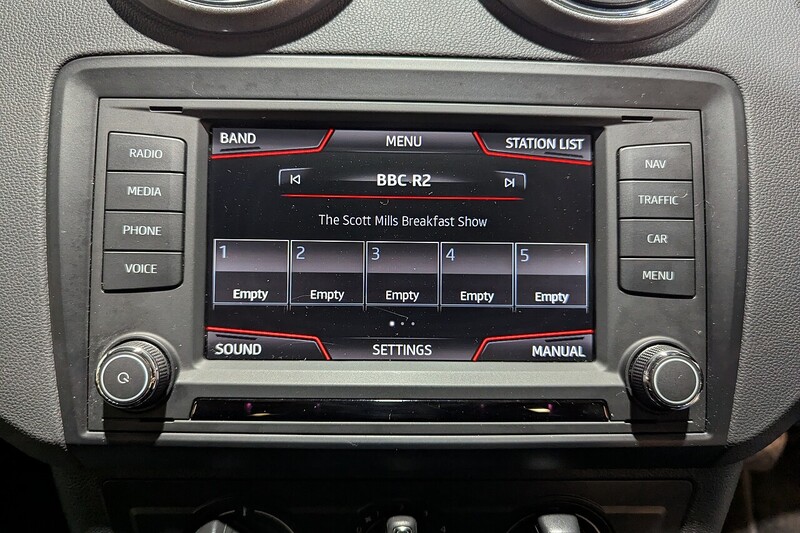 RADIO
MEDIA
PHONE
VOICE
BAND
MENU
STATION LIST
BBC R2
The Scott Mills Breakfast Show
1
2
3
4
5
Empty
Empty
Empty
Empty
Empty
SOUND
SETTINGS
MANUAL
NAV
TRAFFIC
CAR
MENU